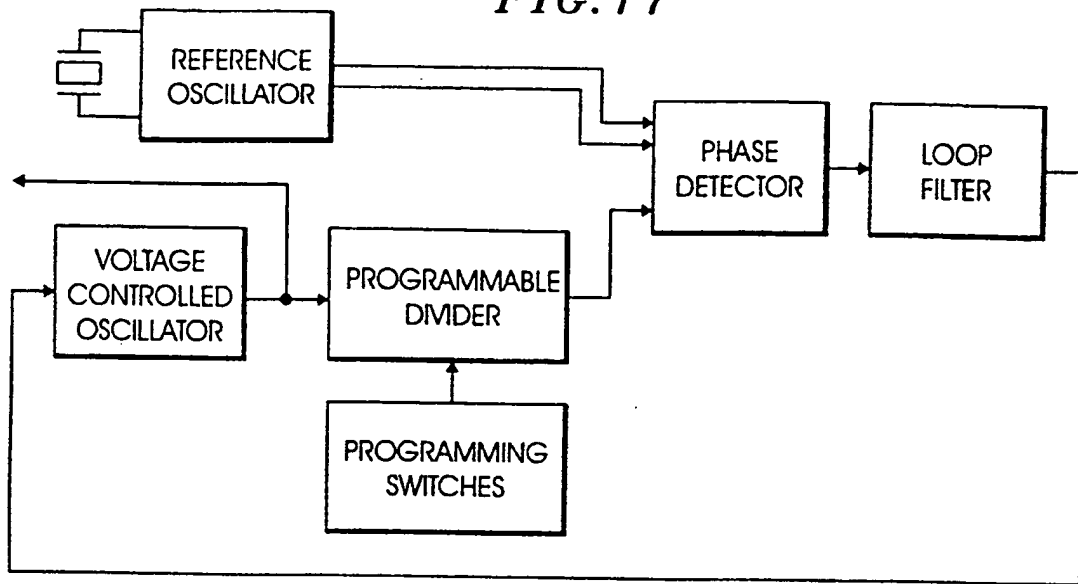 FIG. 17
REFERENCE
OSCILLATOR
PHASE
DETECTOR
LOOP
FILTER
VOLTAGE
CONTROLLED
OSCILLATOR
PROGRAMMABLE
DIVIDER
PROGRAMMING
SWITCHES